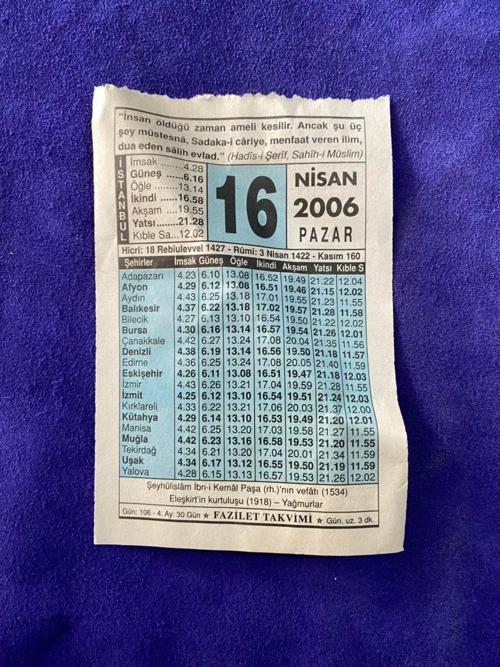 "İnsan öldüğü zaman ameli kesilir. Ancak şu üç
şey müstesnâ, Sadaka-i câriye, menfaat veren ilim,
dua eden sâlih evlad." (Hadîs-i Şerîf, Sahîh-i Müslim)
İSTANBUL
İmsak ........4.28
Güneş ......6.16
Öğle ........13.14
İkindi .....16.58
Akşam ....19.55
Yatsı.......21.28
Kıble Sa...12.02
16
NİSAN
2006
PAZAR
Hicrî: 18 Rebiulevvel 1427 - Rûmî: 3 Nisan 1422 - Kasım 160
Şehirler İmsak Güneş Öğle İkindi Akşam Yatsı Kıble S
Adapazarı 4.23 6.10 13.08 16.52 19.49 21.22 12.04
Afyon 4.29 6.12 13.08 16.51 19.46 21.15 12.02
Aydın 4.43 6.25 13.18 17.01 19.55 21.23 11.55
Balıkesir 4.37 6.22 13.18 17.02 19.57 21.28 11.58
Bilecik 4.27 6.13 13.10 16.54 19.50 21.22 12.02
Bursa 4.30 6.16 13.14 16.57 19.54 21.26 12.01
Çanakkale 4.42 6.27 13.24 17.08 20.04 21.35 11.56
Denizli 4.38 6.19 13.14 16.56 19.50 21.18 11.57
Edirne 4.36 6.25 13.24 17.08 20.05 21.40 11.59
Eskişehir 4.26 6.11 13.08 16.51 19.47 21.18 12.03
İzmir 4.43 6.26 13.21 17.04 19.59 21.28 11.55
İzmit 4.25 6.12 13.10 16.54 19.51 21.24 12.03
Kırklareli 4.33 6.22 13.21 17.06 20.03 21.37 12.00
Kütahya 4.29 6.14 13.10 16.53 19.49 21.20 12.01
Manisa 4.42 6.25 13.20 17.03 19.58 21.27 11.55
Muğla 4.42 6.23 13.16 16.58 19.53 21.20 11.55
Tekirdağ 4.34 6.21 13.20 17.04 20.01 21.34 11.59
Uşak 4.34 6.17 13.12 16.55 19.50 21.19 11.59
Yalova 4.28 6.15 13.13 16.57 19.53 21.26 12.02
Şeyhülislâm İbn-i Kemâl Paşa (rh.)'nın vefâtı (1534)
Eleşkirt'in kurtuluşu (1918) – Yağmurlar
Gün: 106 - 4. Ay: 30 Gün ★ FAZİLET TAKVİMİ ★ Gün. uz. 3 dk.